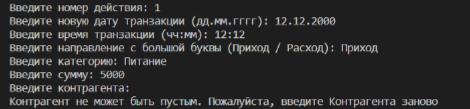 Введите номер действия: 1
Введите новую дату транзакции (дд.мм.гггг): 12.12.2000
Введите время транзакции (чч:мм): 12:12
Введите направление с большой буквы (Приход / Расход): Приход
Введите категорию: Питание
Введите сумму: 5000
Введите контрагента:
Контрагент не может быть пустым. Пожалуйста, введите Контрагента заново